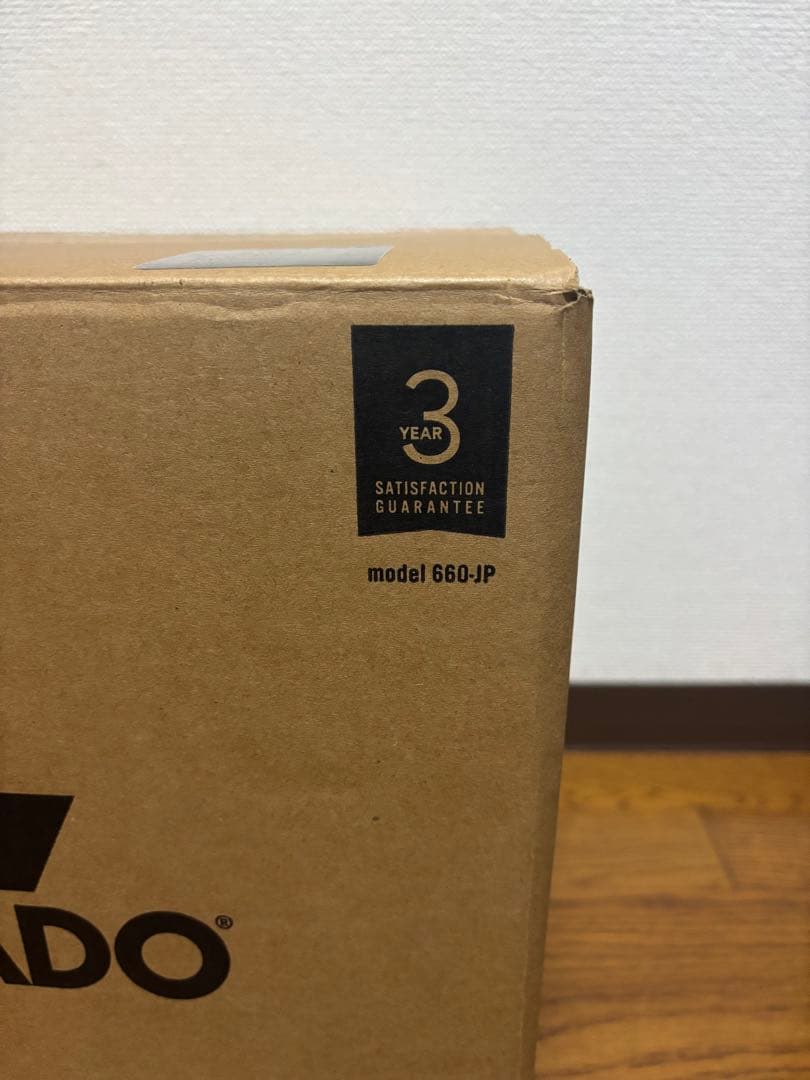 3
YEAR
SATISFACTION
GUARANTEE
model 660-JP
ADO®